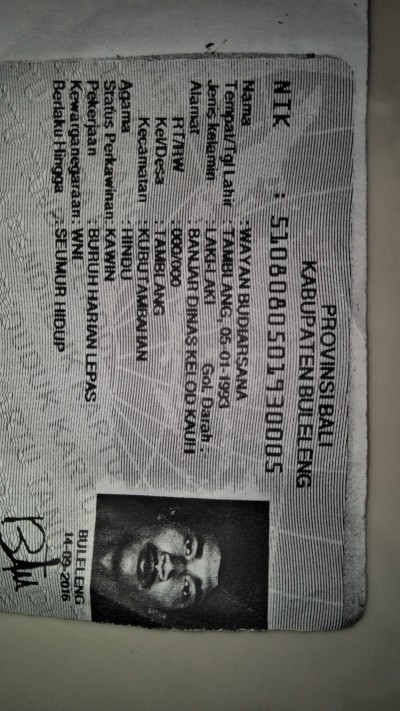 PROVINSI BALI
KABUPATEN BULELENG
NIK : 5108080501930005
Nama : WAYAN BUDIARSANA
Tempat/Tgl Lahir : TAMBLANG, 05-01-1993
Jenis Kelamin : LAKI-LAKI Gol. Darah : -
Alamat : BANJAR DINAS KELOD KAUH
RT/RW : 000/000
Kel/Desa : TAMBLANG
Kecamatan : KUBUTAMBAHAN
Agama : HINDU
Status Perkawinan : KAWIN
Pekerjaan : BURUH HARIAN LEPAS
Kewarganegaraan : WNI
Berlaku Hingga : SEUMUR HIDUP
BULELENG
14-09-2016